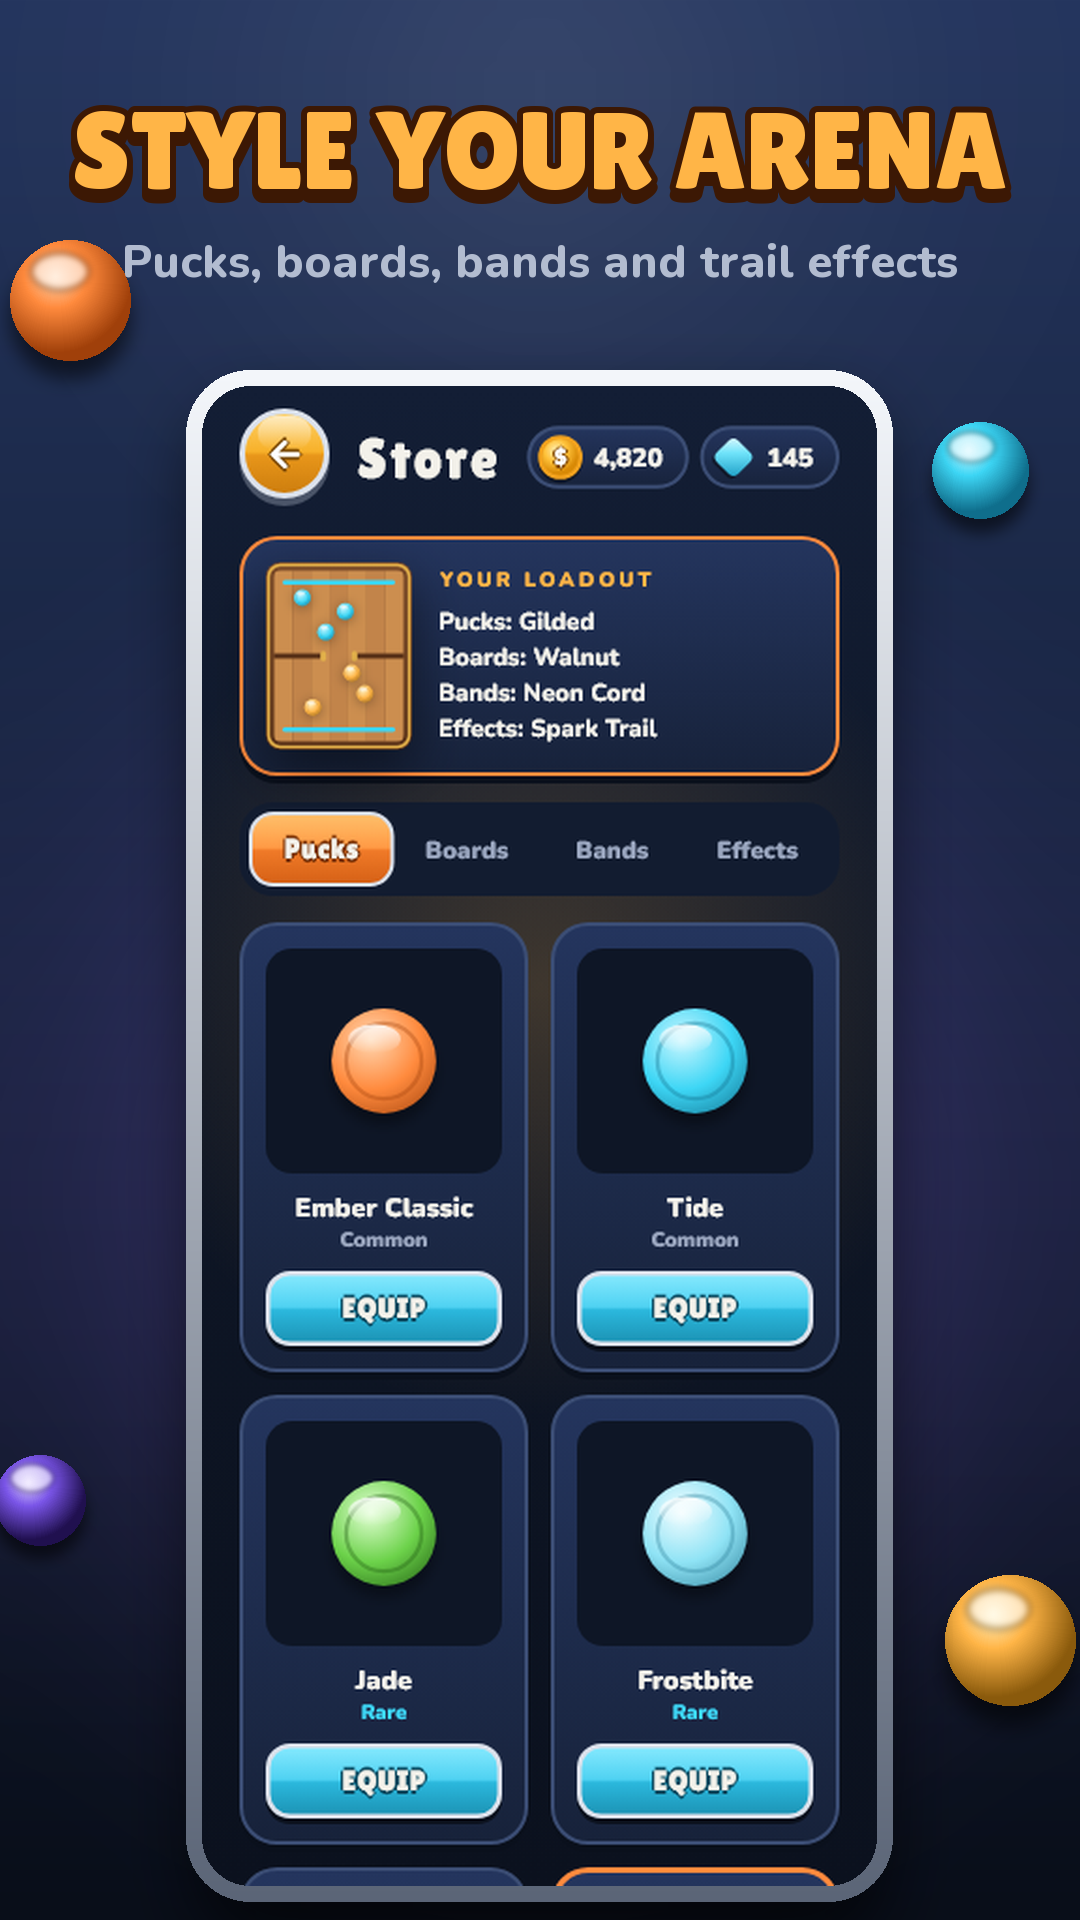 STYLE YOUR ARENA
Pucks, boards, bands and trail effects
Store
$
4,820
145
YOUR LOADOUT
Pucks: Gilded
Boards: Walnut
Bands: Neon Cord
Effects: Spark Trail
Pucks
Boards
Bands
Effects
Ember Classic
Common
EQUIP
Tide
Common
EQUIP
Jade
Rare
EQUIP
Frostbite
Rare
EQUIP